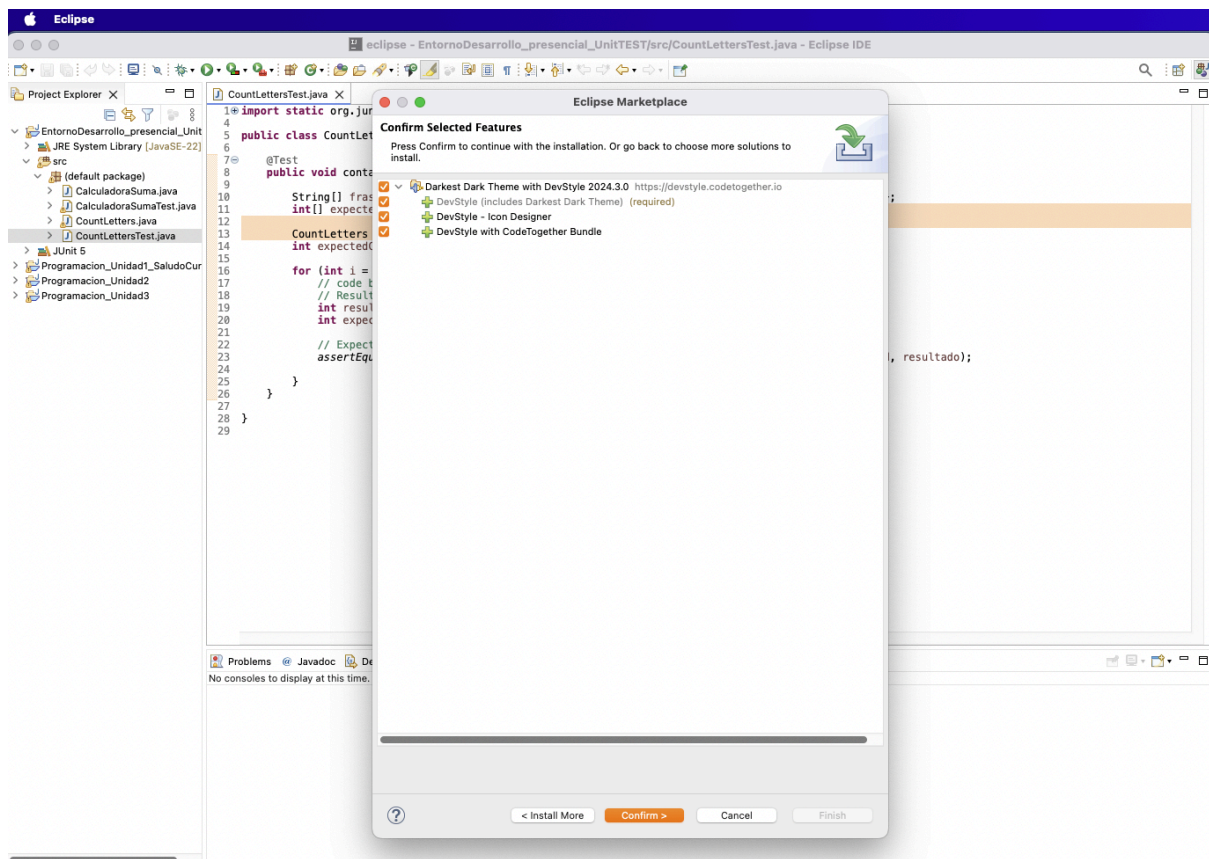 Eclipse
eclipse - EntornoDesarrollo_presencial_UnitTEST/src/CountLettersTest.java - Eclipse IDE
Project Explorer
EntornoDesarrollo_presencial_Unit
JRE System Library [JavaSE-22]
src
(default package)
CalculadoraSuma.java
CalculadoraSumaTest.java
CountLetters.java
CountLettersTest.java
JUnit 5
Programacion_Unidad1_SaludoCur
Programacion_Unidad2
Programacion_Unidad3
CountLettersTest.java
1 import static org.jun
4
5 public class CountLet
6
7 @Test
8 public void conta
9
10 String[] fras ;
11 int[] expecte
12
13 CountLetters
14 int expectedC
15
16 for (int i =
17 // code b
18 // Result
19 int resul
20 int expec
21
22 // Expect
23 assertEqu , resultado);
24
25 }
26 }
27
28 }
29
Eclipse Marketplace
Confirm Selected Features
Press Confirm to continue with the installation. Or go back to choose more solutions to
install.
Darkest Dark Theme with DevStyle 2024.3.0 https://devstyle.codetogether.io
DevStyle (includes Darkest Dark Theme) (required)
DevStyle - Icon Designer
DevStyle with CodeTogether Bundle
? < Install More Confirm > Cancel Finish
Problems @ Javadoc De
No consoles to display at this time.